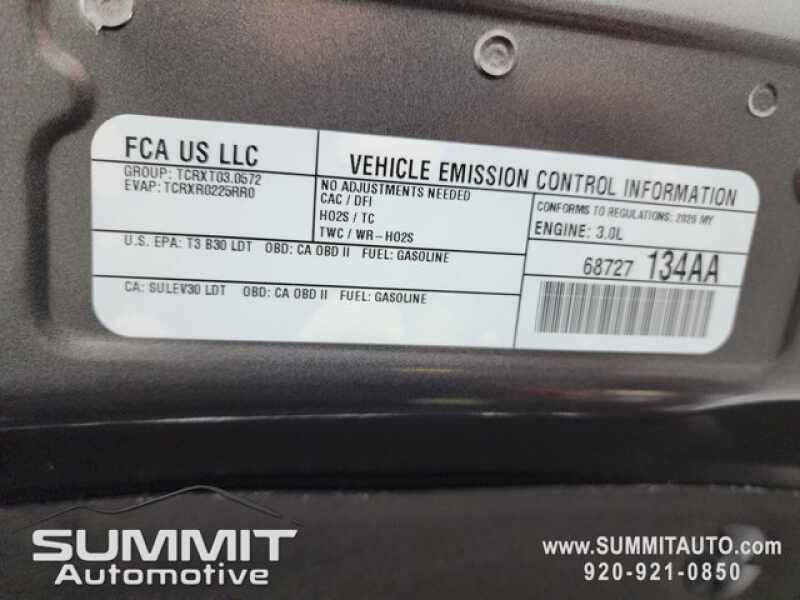 FCA US LLC
GROUP: TCRXT03.0572
EVAP: TCRXR0225RR0
VEHICLE EMISSION CONTROL INFORMATION
NO ADJUSTMENTS NEEDED
CAC / DFI
HO2S / TC
TWC / WR-HO2S
CONFORMS TO REGULATIONS: MY
ENGINE: 3.0L
U.S. EPA: T3 B30 LDT OBD: CA OBD II FUEL: GASOLINE
CA: SULEV30 LDT OBD: CA OBD II FUEL: GASOLINE
68727 134AA
SUMMIT
Automotive
www.SUMMITAUTO.com
920-921-0850